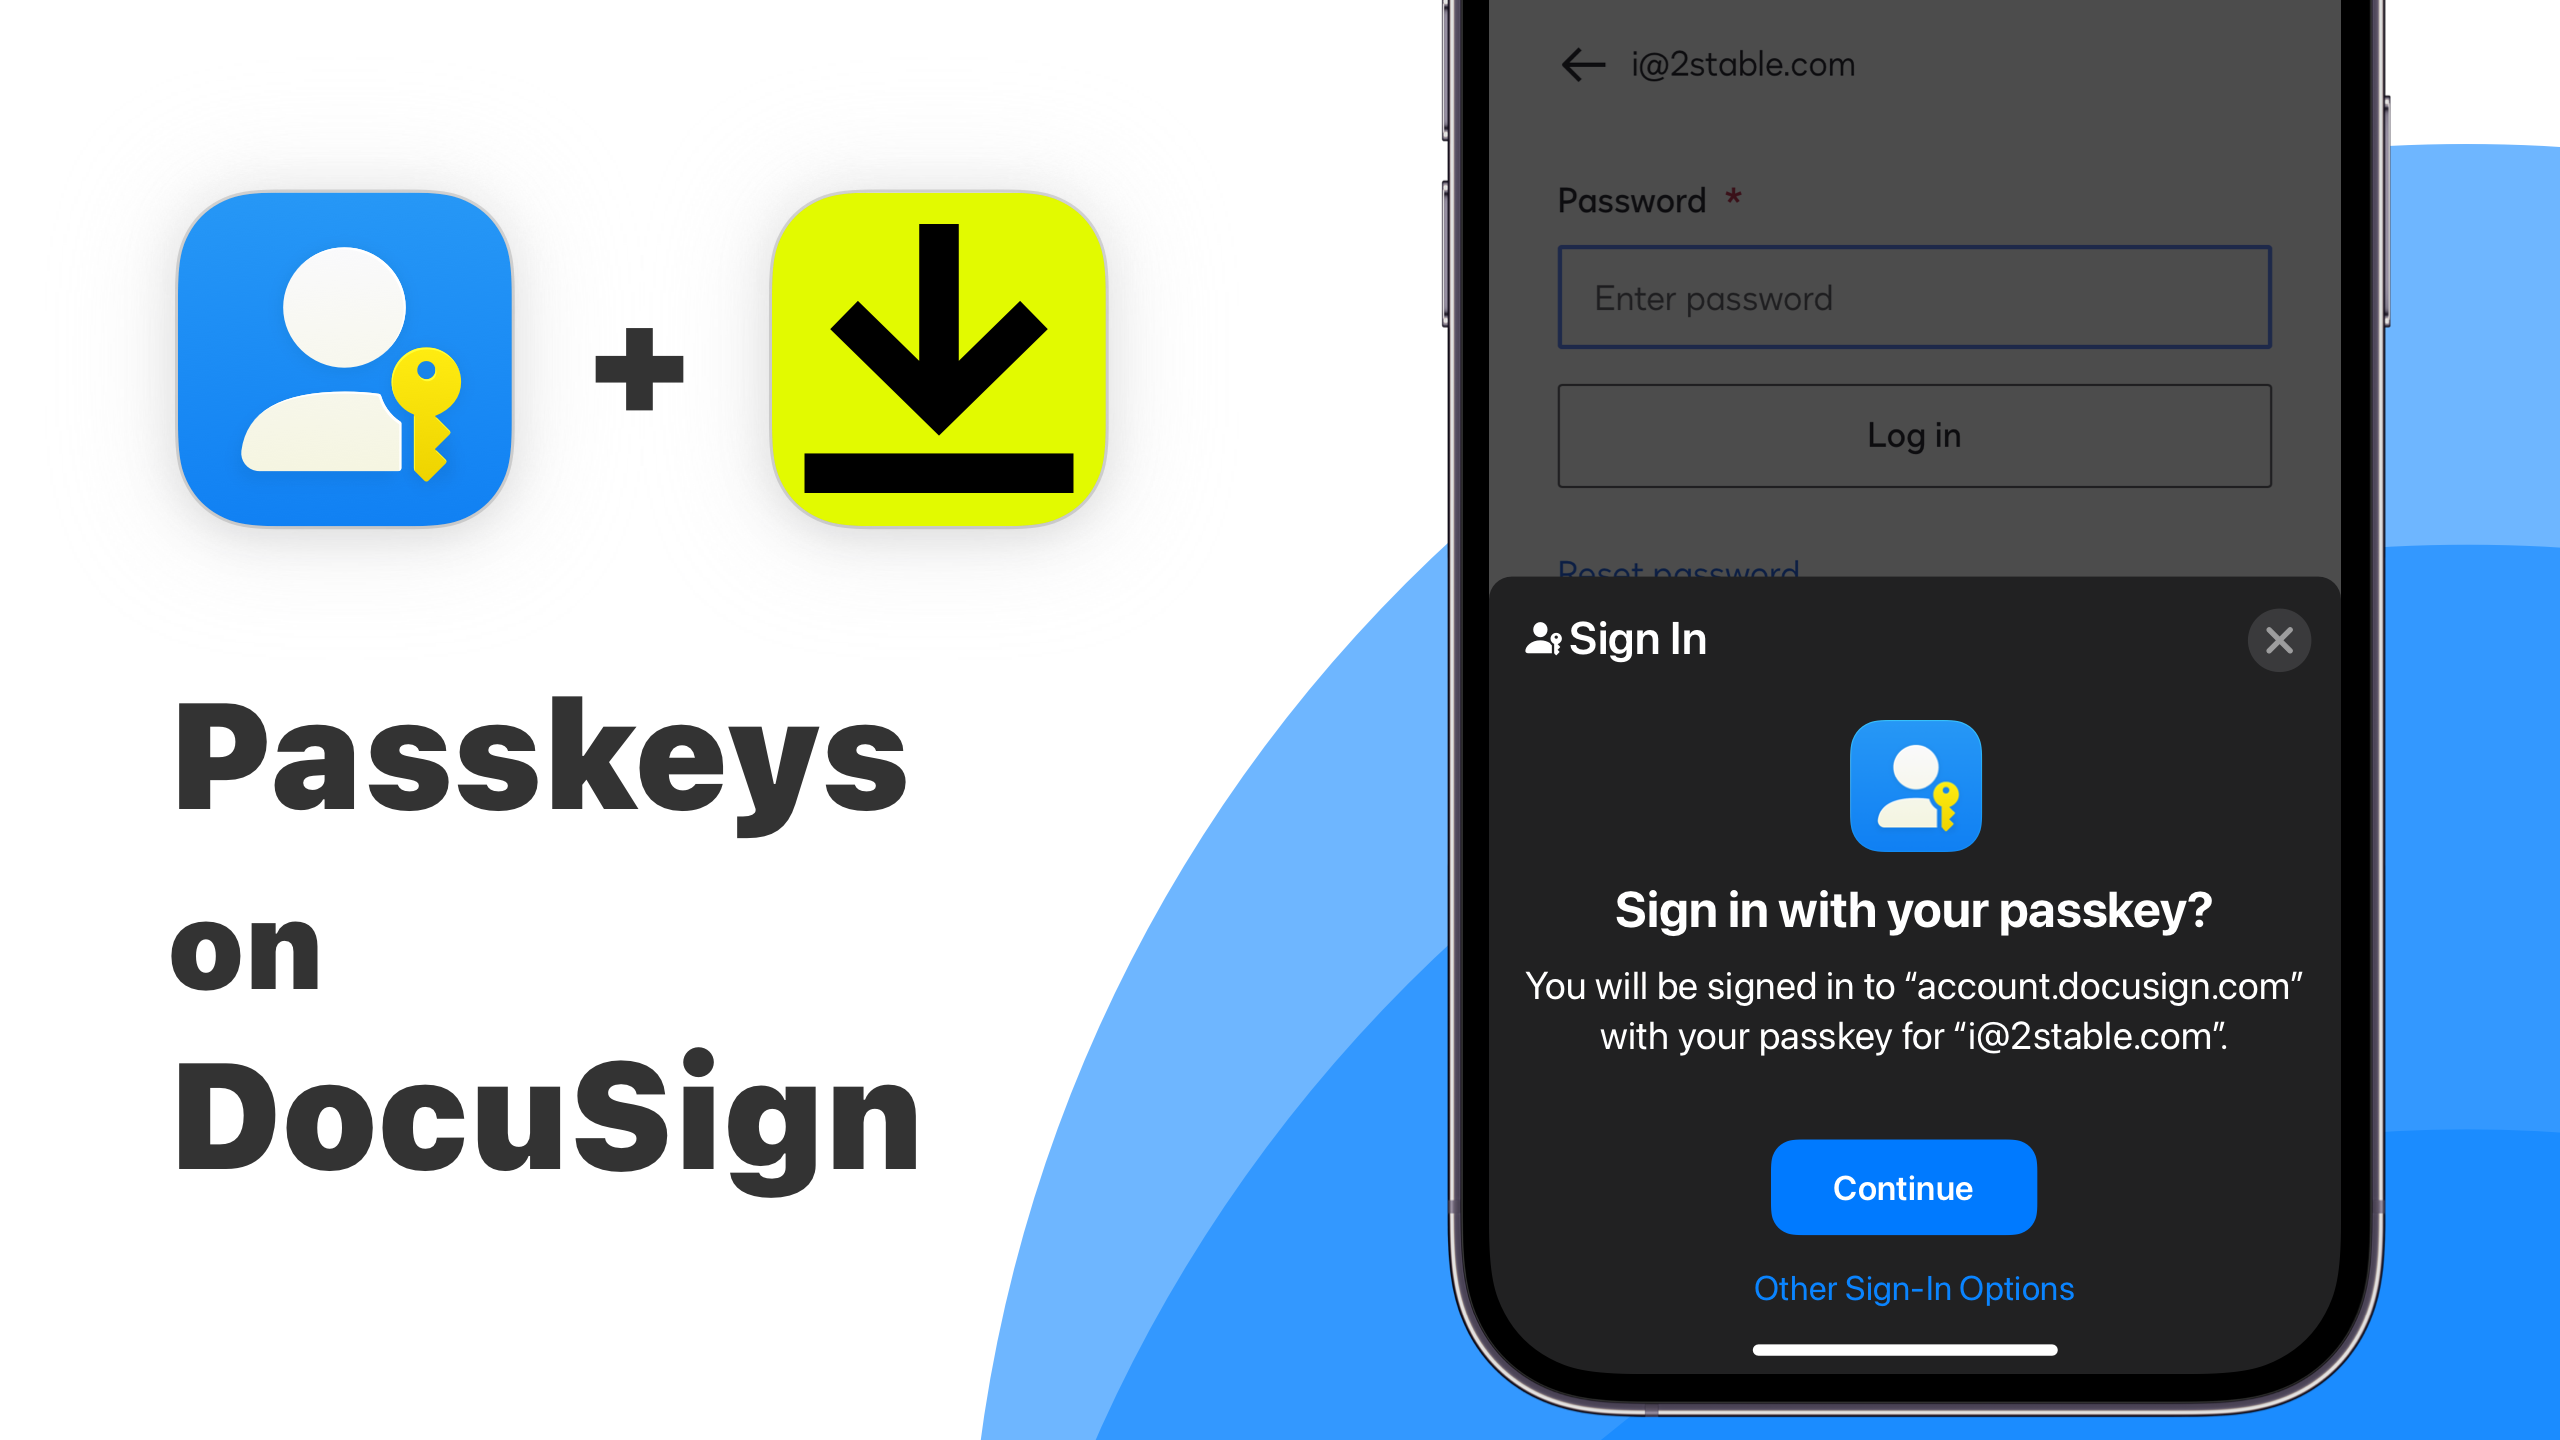 Passkeys
on
DocuSign
i@2stable.com
Password *
Enter password
Log in
Reset password
Sign In
Sign in with your passkey?
You will be signed in to “account.docusign.com”
with your passkey for “i@2stable.com”.
Continue
Other Sign-In Options